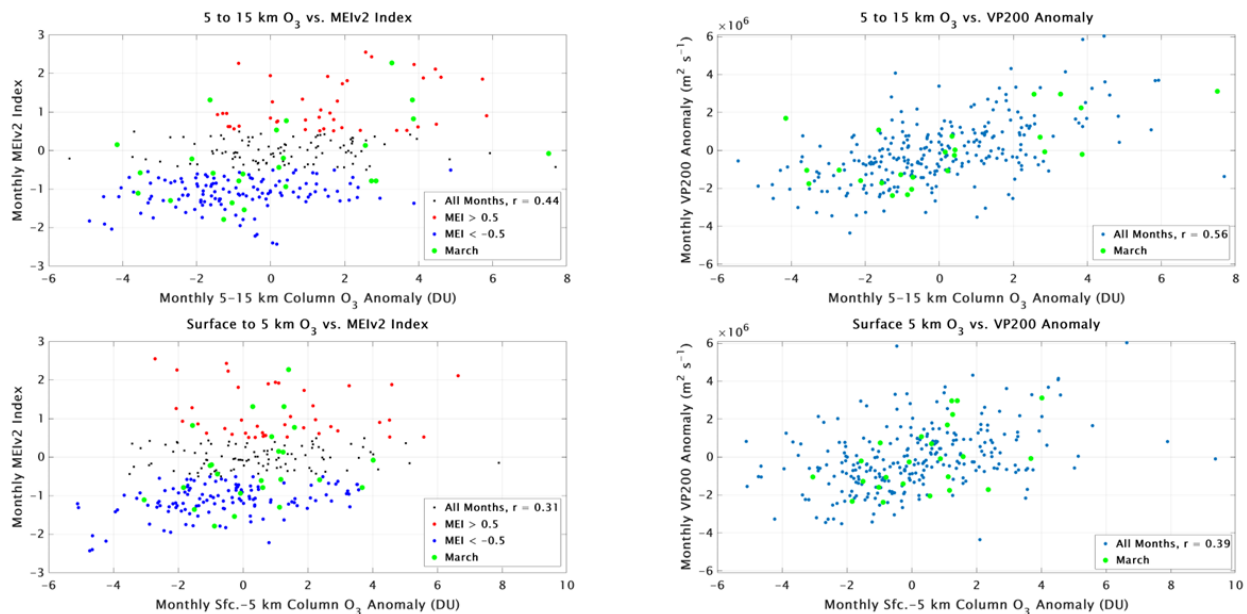 5 to 15 km O3 vs. MEIv2 Index
Monthly MEIv2 Index
3
2
1
0
-1
-2
-3
All Months, r = 0.44
MEI > 0.5
MEI < -0.5
March
-6 -4 -2 0 2 4 6 8
Monthly 5-15 km Column O3 Anomaly (DU)
5 to 15 km O3 vs. VP200 Anomaly
×10^6
Monthly VP200 Anomaly (m² s⁻¹)
6
4
2
0
-2
-4
-6
All Months, r = 0.56
March
-6 -4 -2 0 2 4 6 8
Monthly 5-15 km Column O3 Anomaly (DU)
Surface to 5 km O3 vs. MEIv2 Index
Monthly MEIv2 Index
3
2
1
0
-1
-2
-3
All Months, r = 0.31
MEI > 0.5
MEI < -0.5
March
-6 -4 -2 0 2 4 6 8 10
Monthly Sfc.-5 km Column O3 Anomaly (DU)
Surface 5 km O3 vs. VP200 Anomaly
×10^6
Monthly VP200 Anomaly (m² s⁻¹)
6
4
2
0
-2
-4
-6
All Months, r = 0.39
March
-6 -4 -2 0 2 4 6 8 10
Monthly Sfc.-5 km Column O3 Anomaly (DU)